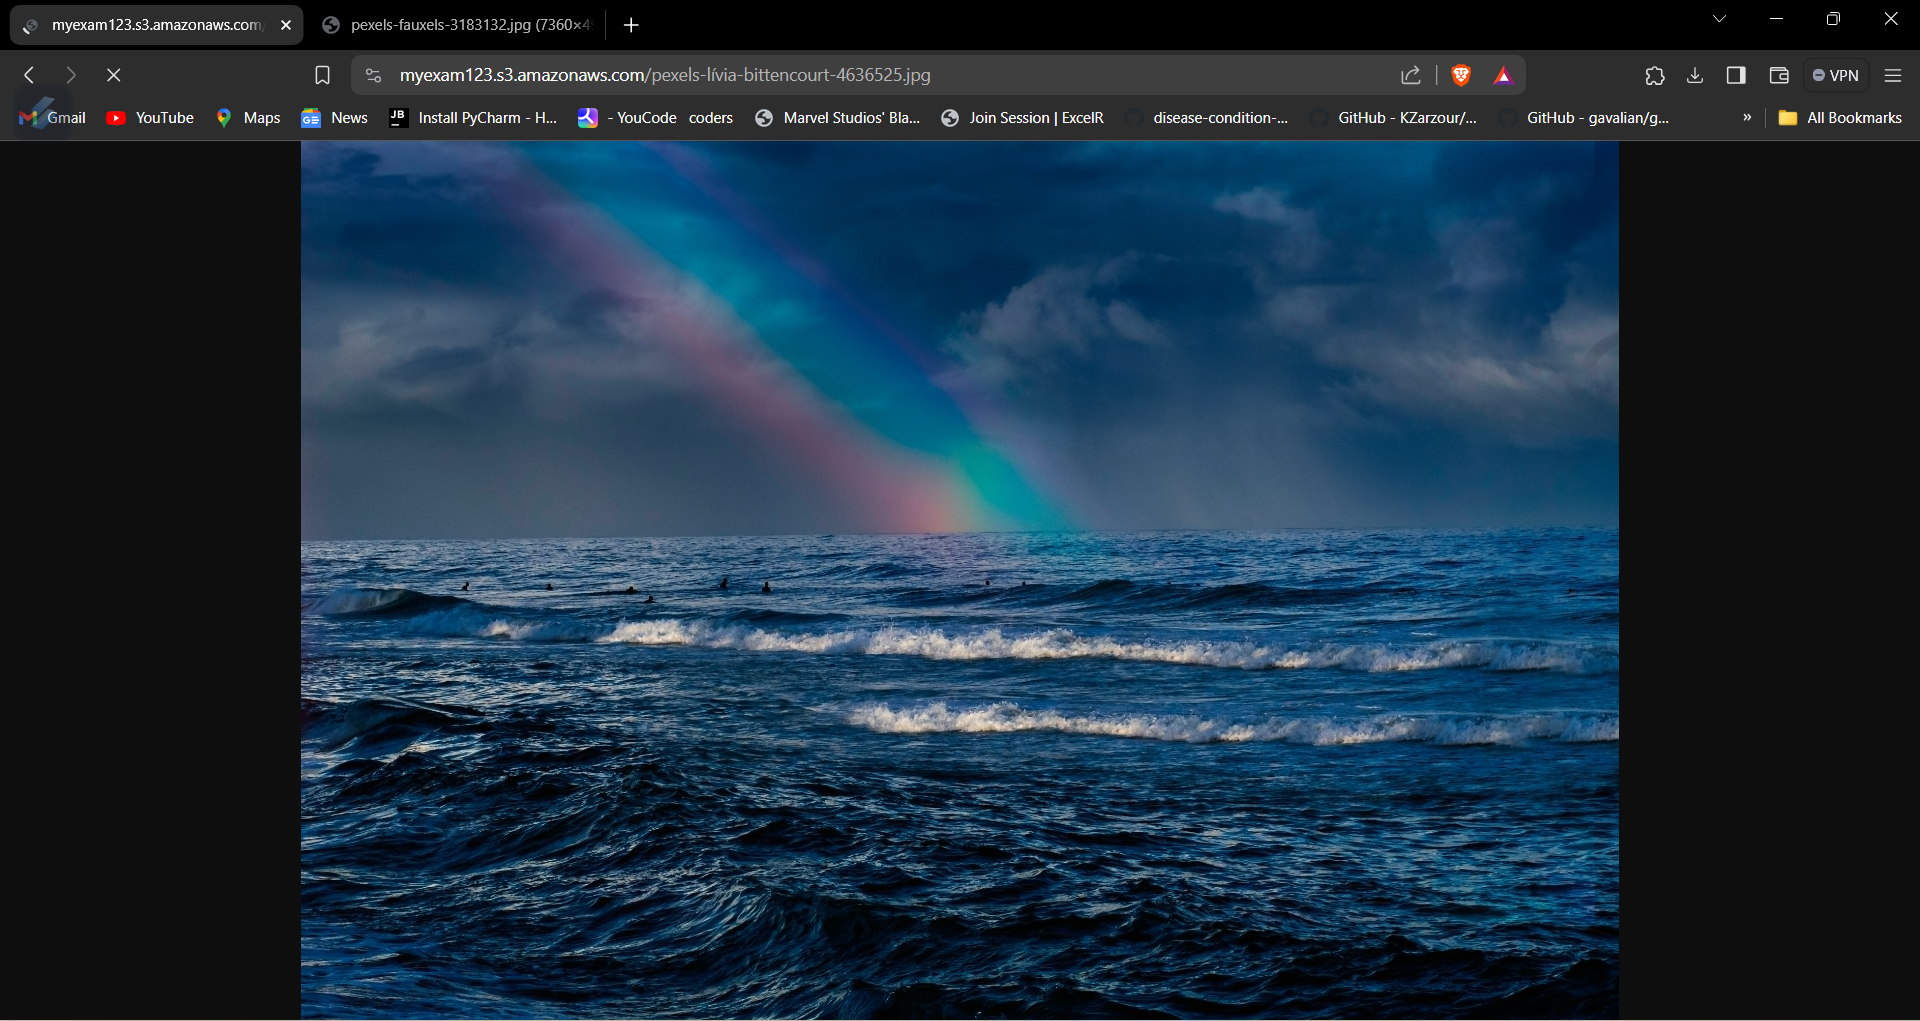 myexam123.s3.amazonaws.com/
pexels-fauxels-3183132.jpg (7360×4
myexam123.s3.amazonaws.com/pexels-lívia-bittencourt-4636525.jpg
VPN
Gmail
YouTube
Maps
GE
News
JB
Install PyCharm - H...
- YouCode coders
Marvel Studios' Bla...
Join Session | ExcelR
disease-condition-...
GitHub - KZarzour/...
GitHub - gavalian/g...
»
All Bookmarks